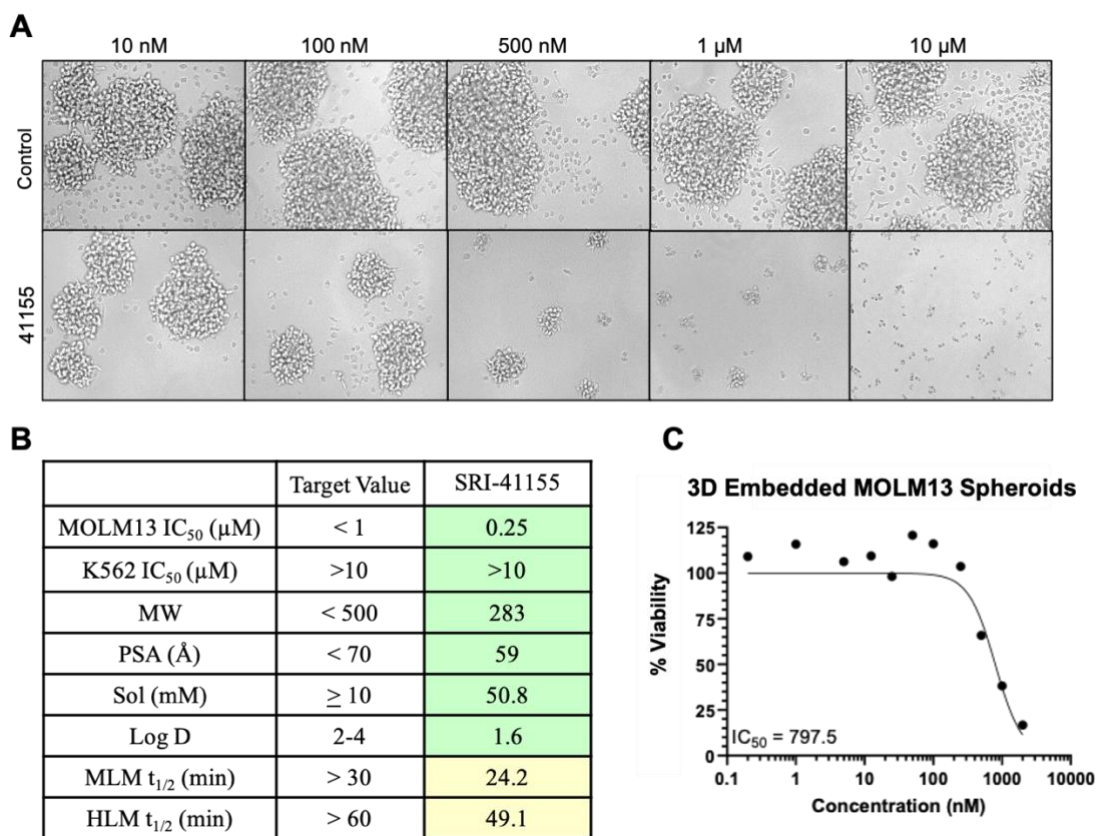 A
10 nM 100 nM 500 nM 1 µM 10 µM
Control
41155
B
Target Value SRI-41155
MOLM13 IC50 (µM) < 1 0.25
K562 IC50 (µM) >10 >10
MW < 500 283
PSA (Å) < 70 59
Sol (mM) ≥ 10 50.8
Log D 2-4 1.6
MLM t1/2 (min) > 30 24.2
HLM t1/2 (min) > 60 49.1
C
3D Embedded MOLM13 Spheroids
% Viability
125
100
75
50
25
0
IC50 = 797.5
0.1 1 10 100 1000 10000
Concentration (nM)